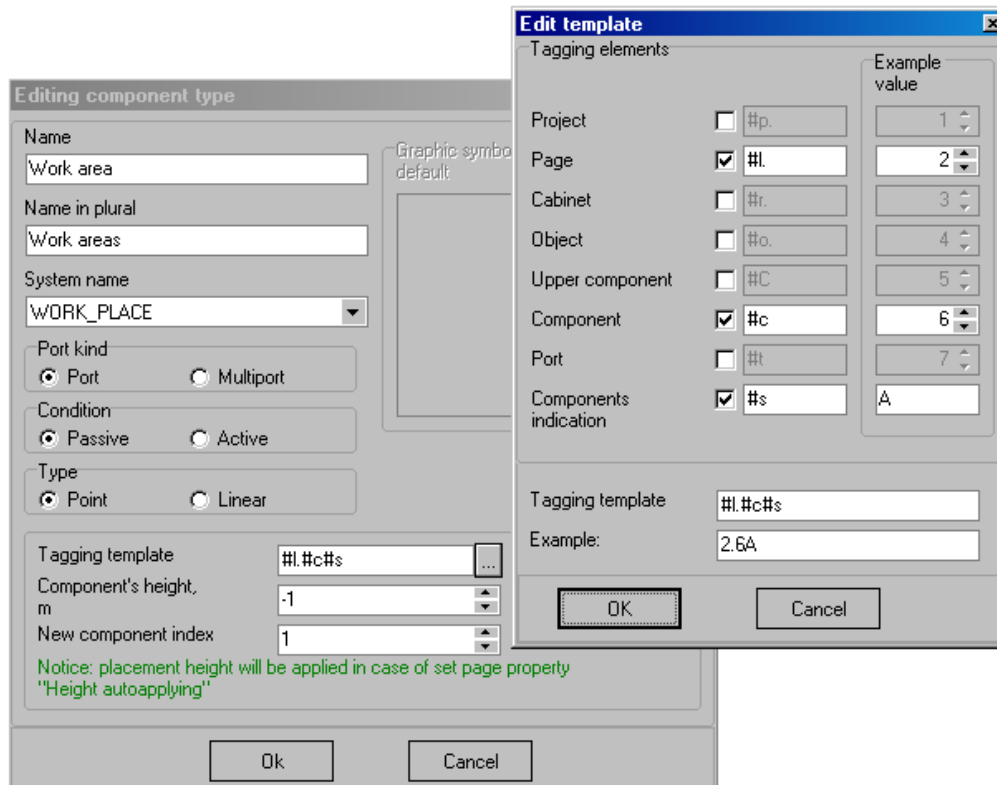 Editing component type
Name
Work area
Name in plural
Work areas
System name
WORK_PLACE
Port kind
Port Multiport
Condition
Passive Active
Type
Point Linear
Graphic symbo
default
Tagging template #l.#c#s ...
Component's height,
m -1
New component index 1
Notice: placement height will be applied in case of set page property
"Height autoapplying"
Ok Cancel
Edit template
Tagging elements
Example
value
Project #p. 1
Page #l. 2
Cabinet #r. 3
Object #o. 4
Upper component #C 5
Component #c 6
Port #t 7
Components
indication #s A
Tagging template #l.#c#s
Example: 2.6A
OK Cancel